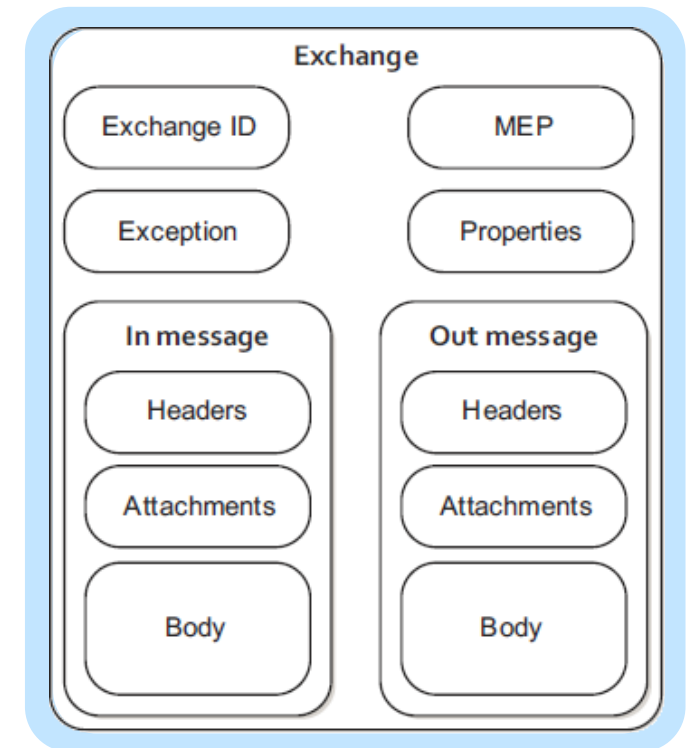 Exchange
Exchange ID
MEP
Exception
Properties
In message
Headers
Attachments
Body
Out message
Headers
Attachments
Body